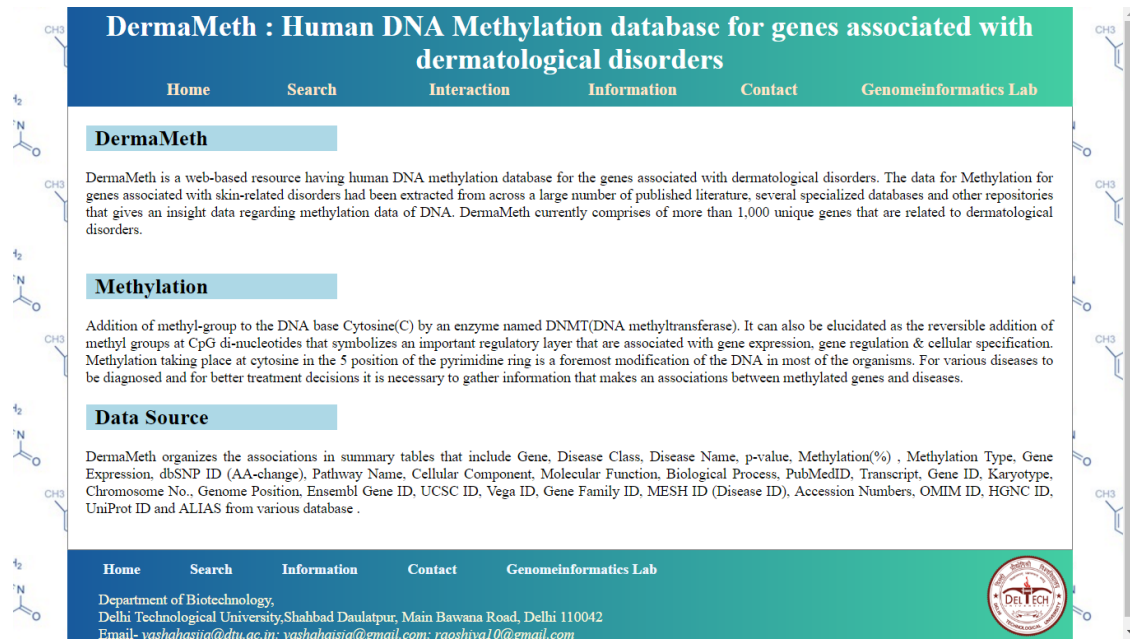 DermaMeth : Human DNA Methylation database for genes associated with
dermatological disorders
Home Search Interaction Information Contact Genomeinformatics Lab
DermaMeth
DermaMeth is a web-based resource having human DNA methylation database for the genes associated with dermatological disorders. The data for Methylation for
genes associated with skin-related disorders had been extracted from across a large number of published literature, several specialized databases and other repositories
that gives an insight data regarding methylation data of DNA. DermaMeth currently comprises of more than 1,000 unique genes that are related to dermatological
disorders.
Methylation
Addition of methyl-group to the DNA base Cytosine(C) by an enzyme named DNMT(DNA methyltransferase). It can also be elucidated as the reversible addition of
methyl groups at CpG di-nucleotides that symbolizes an important regulatory layer that are associated with gene expression, gene regulation & cellular specification.
Methylation taking place at cytosine in the 5 position of the pyrimidine ring is a foremost modification of the DNA in most of the organisms. For various diseases to
be diagnosed and for better treatment decisions it is necessary to gather information that makes an associations between methylated genes and diseases.
Data Source
DermaMeth organizes the associations in summary tables that include Gene, Disease Class, Disease Name, p-value, Methylation(%) , Methylation Type, Gene
Expression, dbSNP ID (AA-change), Pathway Name, Cellular Component, Molecular Function, Biological Process, PubMedID, Transcript, Gene ID, Karyotype,
Chromosome No., Genome Position, Ensembl Gene ID, UCSC ID, Vega ID, Gene Family ID, MESH ID (Disease ID), Accession Numbers, OMIM ID, HGNC ID,
UniProt ID and ALIAS from various database .
Home Search Information Contact Genomeinformatics Lab
Department of Biotechnology,
Delhi Technological University,Shahbad Daulatpur, Main Bawana Road, Delhi 110042
Email- yashahasija@dtu.ac.in; yashahaisja@gmail.com; raoshiva10@gmail.com
DELTECH
CH3
CH3
CH3
CH3
CH3
CH3
CH3
CH3